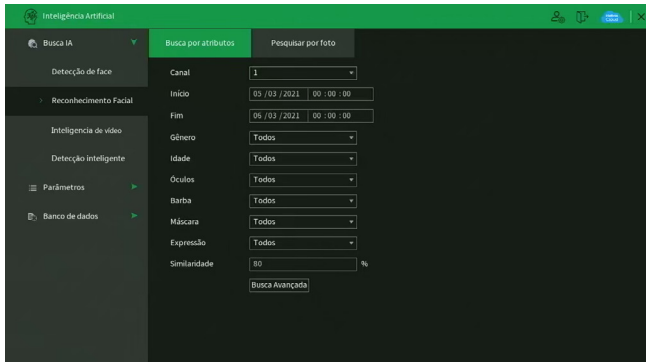 Inteligência Artificial
Busca IA
Detecção de face
Reconhecimento Facial
Inteligencia de vídeo
Detecção inteligente
Parâmetros
Banco de dados
Busca por atributos
Pesquisar por foto
Canal 1
Início 05 /03 /2021 00 : 00 : 00
Fim 06 /03 /2021 00 : 00 : 00
Gênero Todos
Idade Todos
Óculos Todos
Barba Todos
Máscara Todos
Expressão Todos
Similaridade 80 %
Busca Avançada